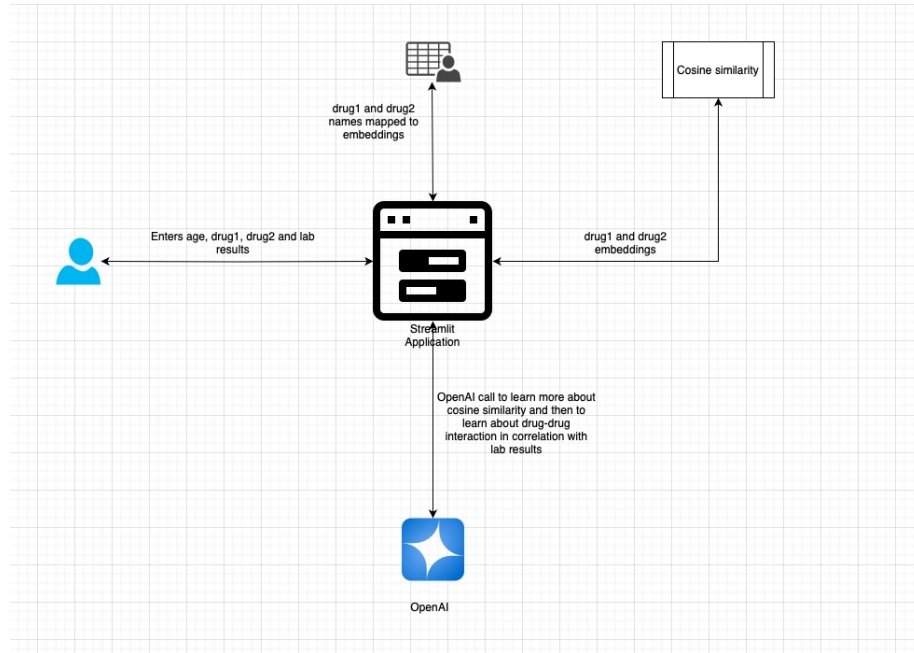 Cosine similarity
drug1 and drug2
names mapped to
embeddings
Enters age, drug1, drug2 and lab
results
drug1 and drug2
embeddings
Streamlit
Application
OpenAI call to learn more about
cosine similarity and then to
learn about drug-drug
interaction in correlation with
lab results
OpenAI